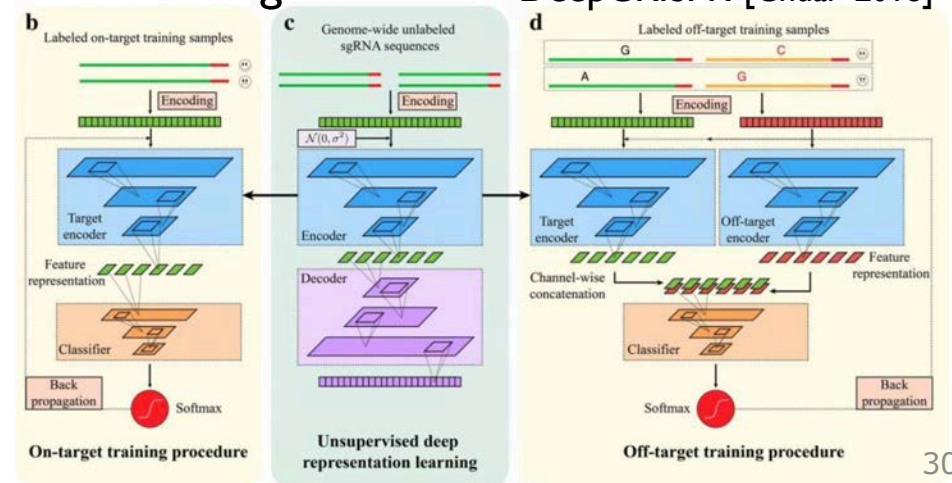 DeepCRISPR [Chuai 2018]
b
Labeled on-target training samples
Encoding
Target
encoder
Feature
representation
Classifier
Back
propagation
Softmax
On-target training procedure
c
Genome-wide unlabeled
sgRNA sequences
Encoding
N(0, σ²)
Encoder
Decoder
Unsupervised deep
representation learning
d
Labeled off-target training samples
G
C
A
G
Encoding
Target
encoder
Off-target
encoder
Feature
representation
Channel-wise
concatenation
Classifier
Back
propagation
Softmax
Off-target training procedure
30